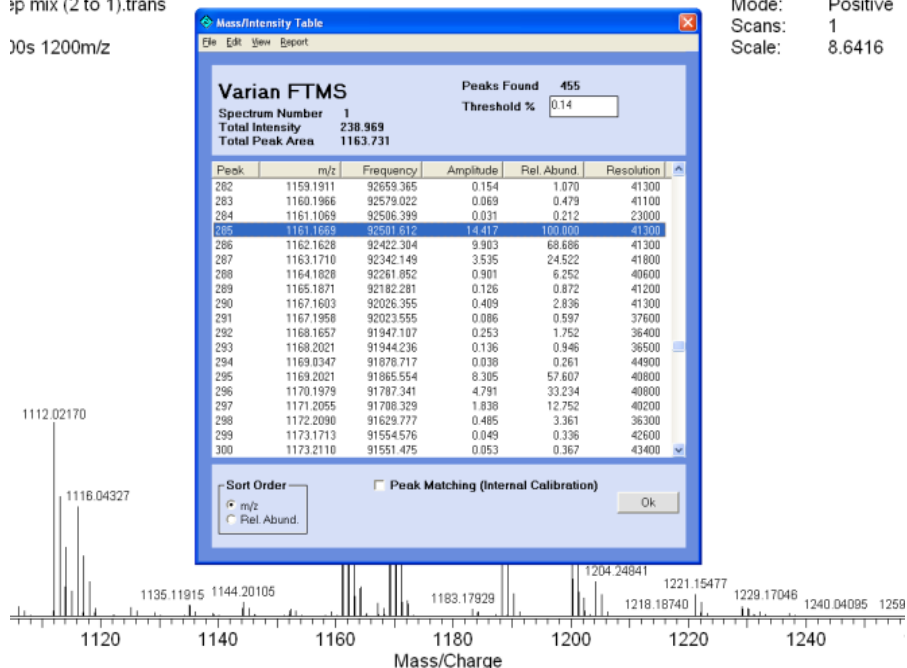 ep mix (2 to 1).trans
Mode: Positive
Scans: 1
00s 1200m/z
Scale: 8.6416
Mass/Intensity Table
File Edit View Report
Varian FTMS
Peaks Found 455
Threshold % 0.14
Spectrum Number 1
Total Intensity 238.969
Total Peak Area 1163.731
Peak m/z Frequency Amplitude Rel. Abund. Resolution
282 1159.1911 92659.365 0.154 1.070 41300
283 1160.1966 92579.022 0.069 0.479 41100
284 1161.1069 92506.399 0.031 0.212 23000
285 1161.1669 92501.612 14.417 100.000 41300
286 1162.1628 92422.304 9.903 68.686 41300
287 1163.1710 92342.149 3.535 24.522 41800
288 1164.1828 92261.852 0.901 6.252 40600
289 1165.1871 92182.281 0.126 0.872 41200
290 1167.1603 92026.355 0.409 2.836 41300
291 1167.1958 92023.555 0.086 0.597 37600
292 1168.1657 91947.107 0.253 1.752 36400
293 1168.2021 91944.236 0.136 0.946 36500
294 1169.0347 91878.717 0.038 0.261 44900
295 1169.2021 91865.554 8.305 57.607 40800
296 1170.1979 91787.341 4.791 33.234 40800
297 1171.2055 91708.329 1.838 12.752 40200
298 1172.2090 91629.777 0.485 3.361 36300
299 1173.1713 91554.576 0.049 0.336 42600
300 1173.2110 91551.475 0.053 0.367 43400
Sort Order
m/z
Rel. Abund.
Peak Matching (Internal Calibration)
Ok
1112.02170
1116.04327
1135.11915
1144.20105
1183.17929
1204.24841
1218.18740
1221.15477
1229.17046
1240.04095
1259
1120 1140 1160 1180 1200 1220 1240
Mass/Charge